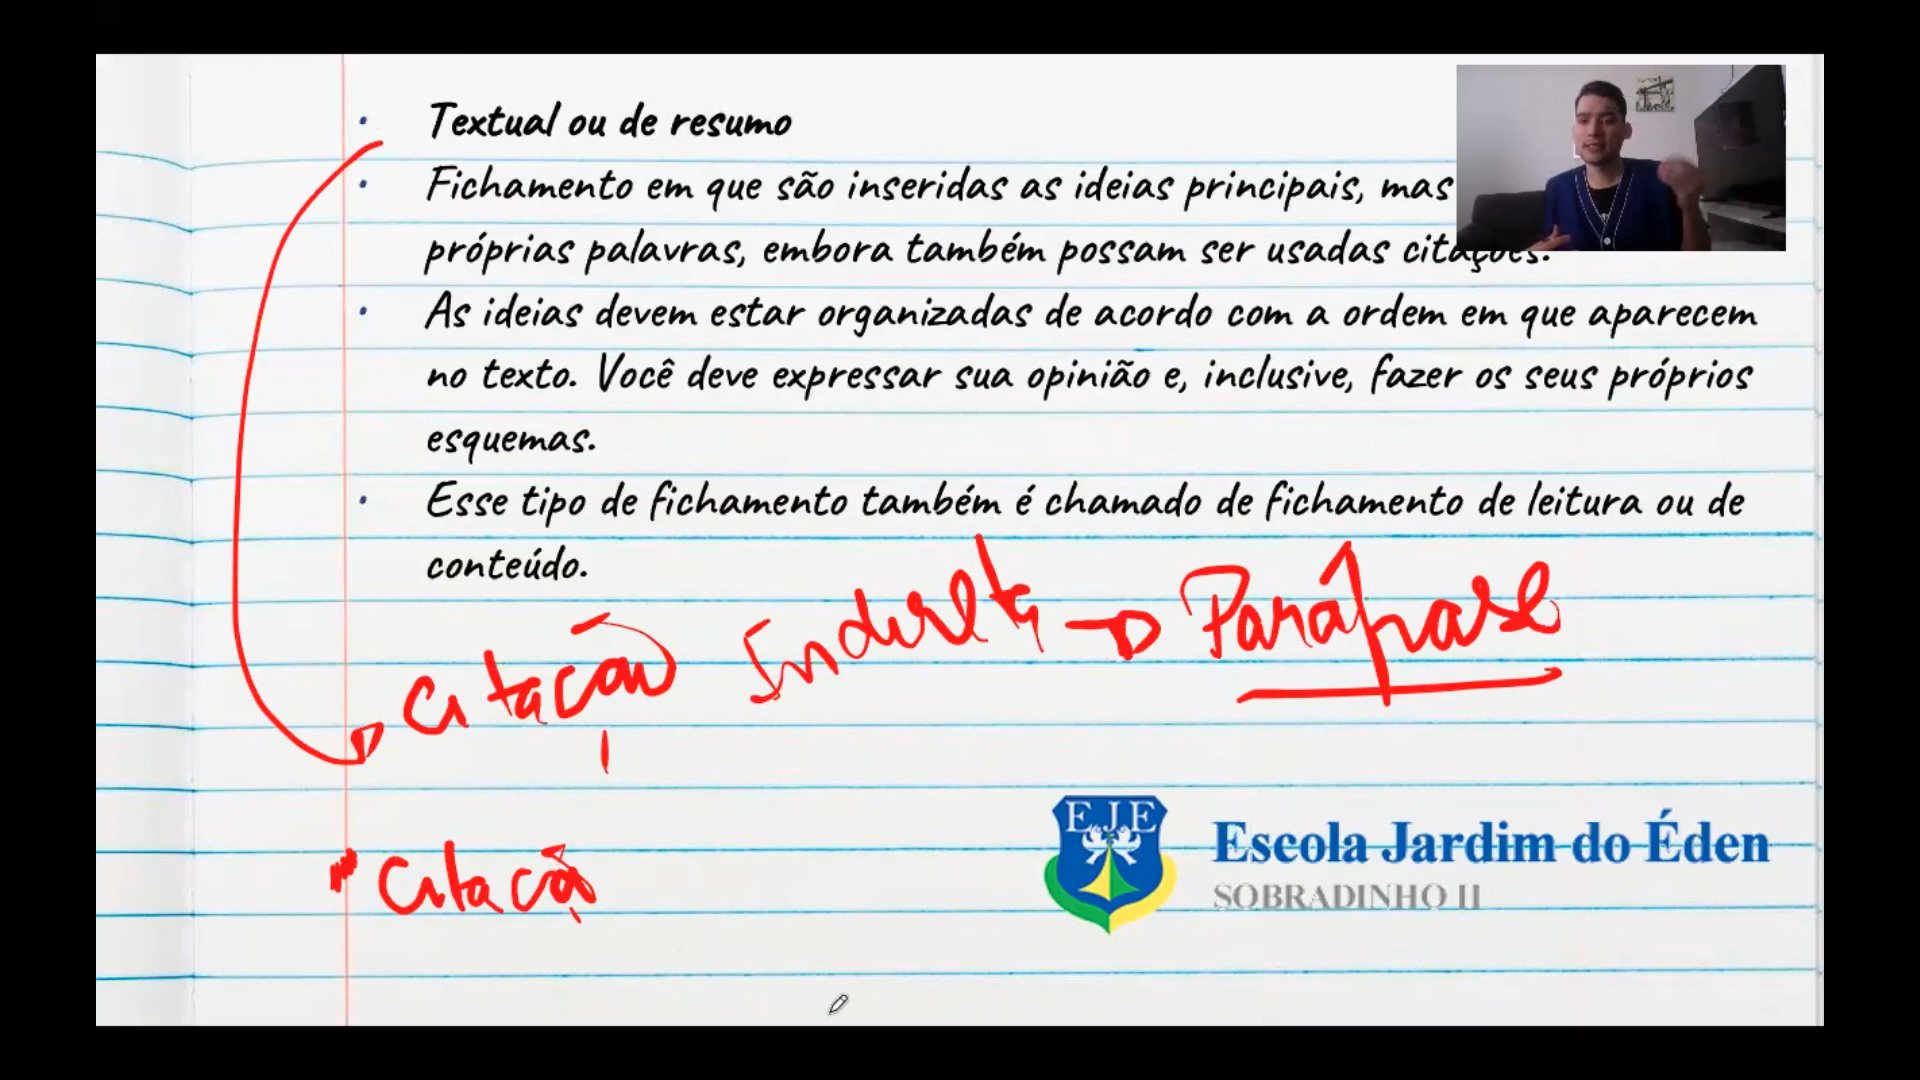 Textual ou de resumo
Fichamento em que são inseridas as ideias principais, mas
próprias palavras, embora também possam ser usadas citações.
As ideias devem estar organizadas de acordo com a ordem em que aparecem
no texto. Você deve expressar sua opinião e, inclusive, fazer os seus próprios
esquemas.
Esse tipo de fichamento também é chamado de fichamento de leitura ou de
conteúdo.
Citação Indireta → Paráfrase
Citaçã
EJE
Escola Jardim do Éden
SOBRADINHO II